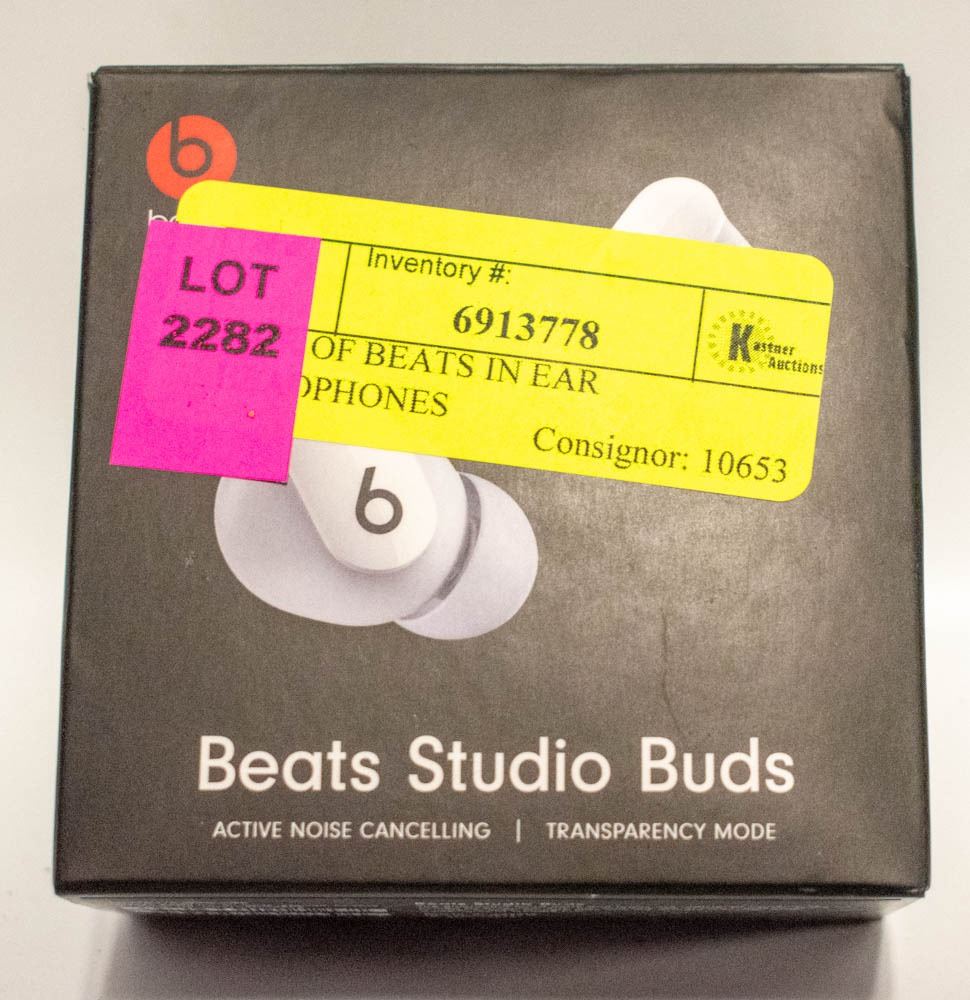 b
LOT
2282
Inventory #:
6913778
Kastner
Auctions
OF BEATS IN EAR
OPHONES
Consignor: 10653
b
Beats Studio Buds
ACTIVE NOISE CANCELLING | TRANSPARENCY MODE